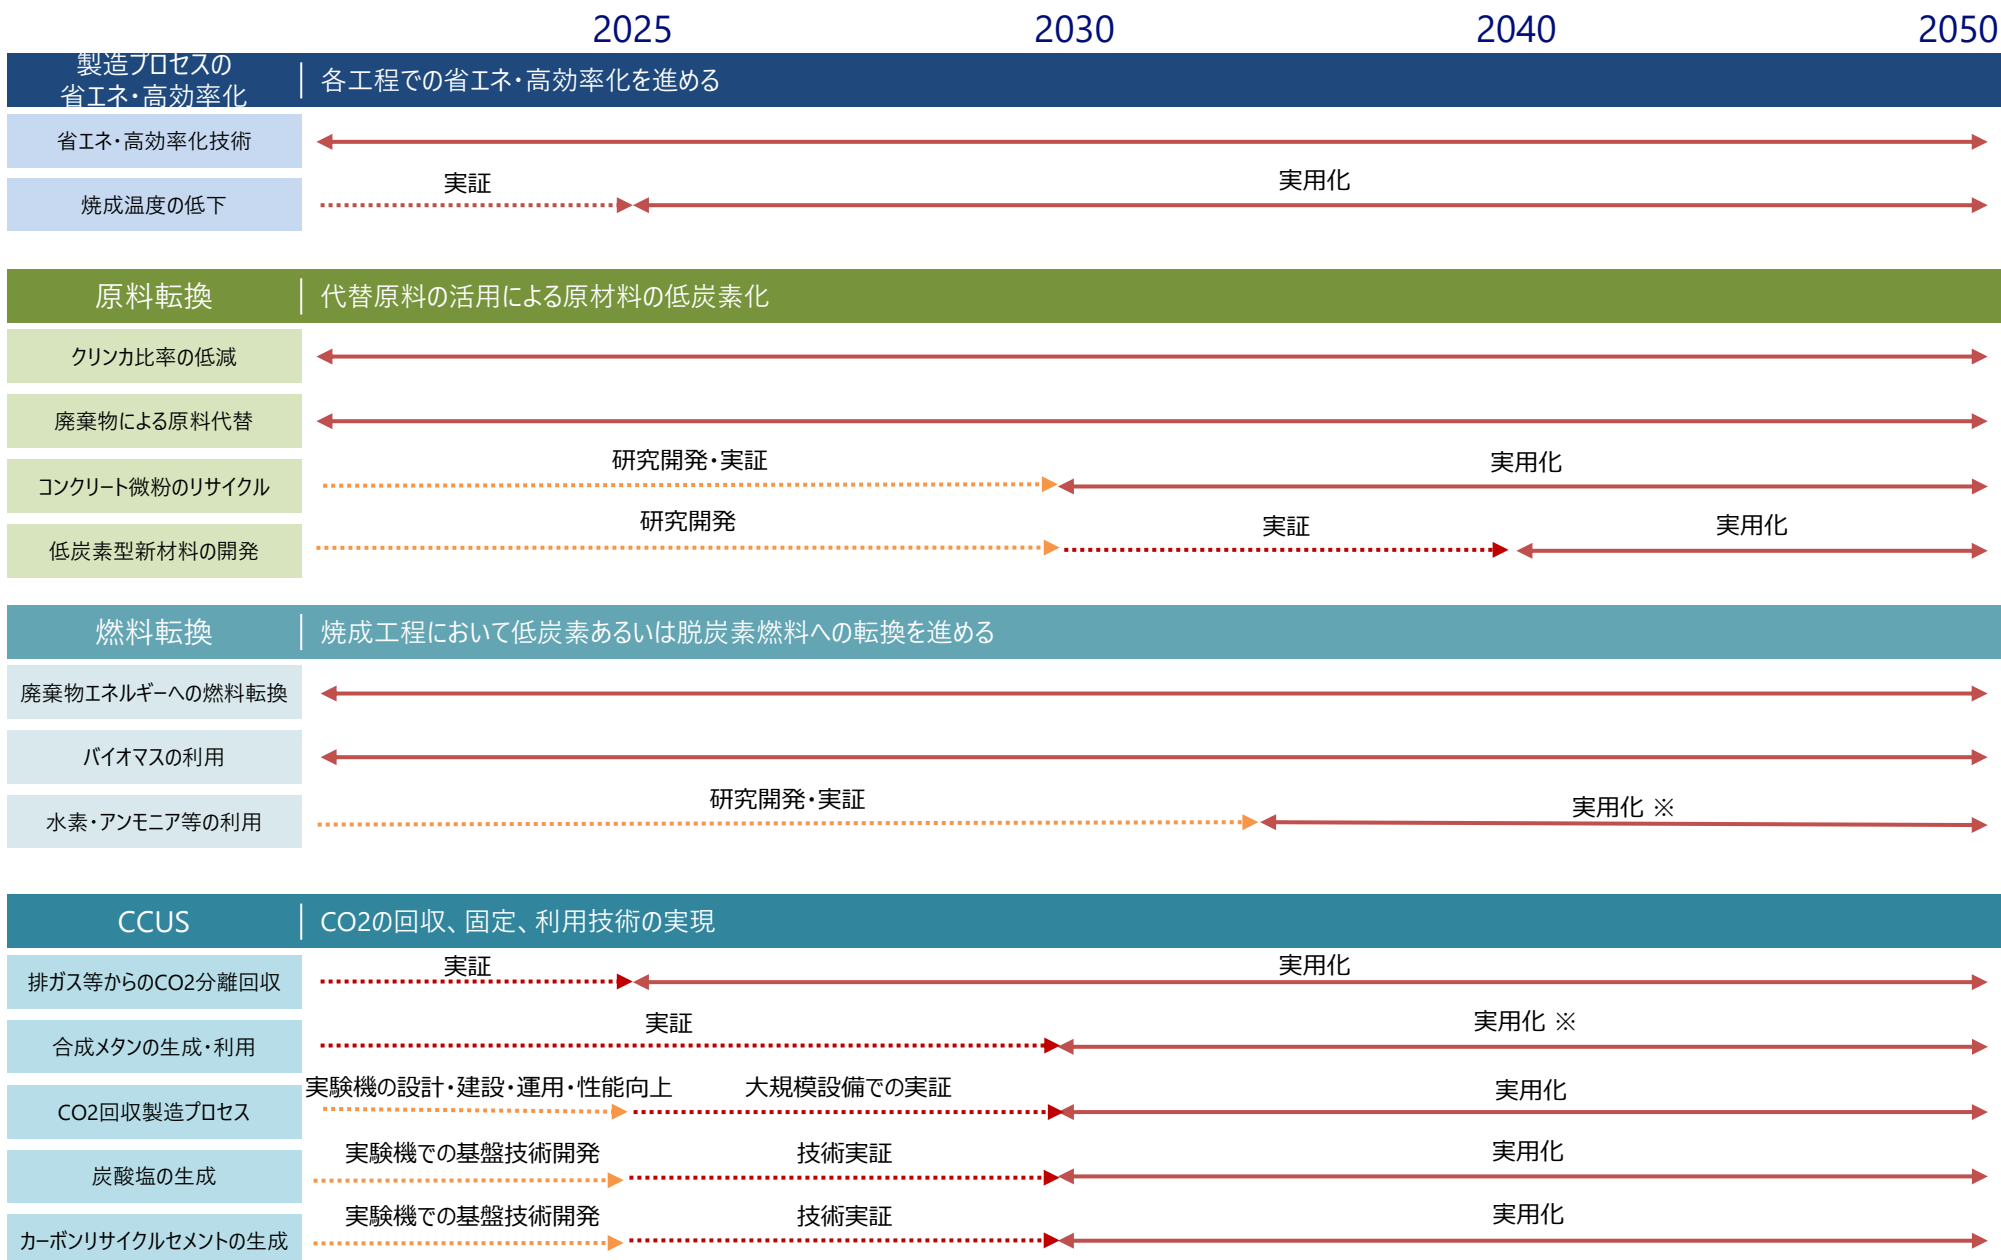 2025 2030 2040 2050
製造プロセスの
省エネ・高効率化
各工程での省エネ・高効率化を進める
省エネ・高効率化技術
焼成温度の低下
実証
実用化
原料転換
代替原料の活用による原材料の低炭素化
クリンカ比率の低減
廃棄物による原料代替
コンクリート微粉のリサイクル
研究開発・実証
実用化
低炭素型新材料の開発
研究開発
実証
実用化
燃料転換
焼成工程において低炭素あるいは脱炭素燃料への転換を進める
廃棄物エネルギーへの燃料転換
バイオマスの利用
水素・アンモニア等の利用
研究開発・実証
実用化 ※
CCUS
CO2の回収、固定、利用技術の実現
排ガス等からのCO2分離回収
実証
実用化
合成メタンの生成・利用
実証
実用化 ※
CO2回収製造プロセス
実験機の設計・建設・運用・性能向上
大規模設備での実証
実用化
炭酸塩の生成
実験機での基盤技術開発
技術実証
実用化
カーボンリサイクルセメントの生成
実験機での基盤技術開発
技術実証
実用化